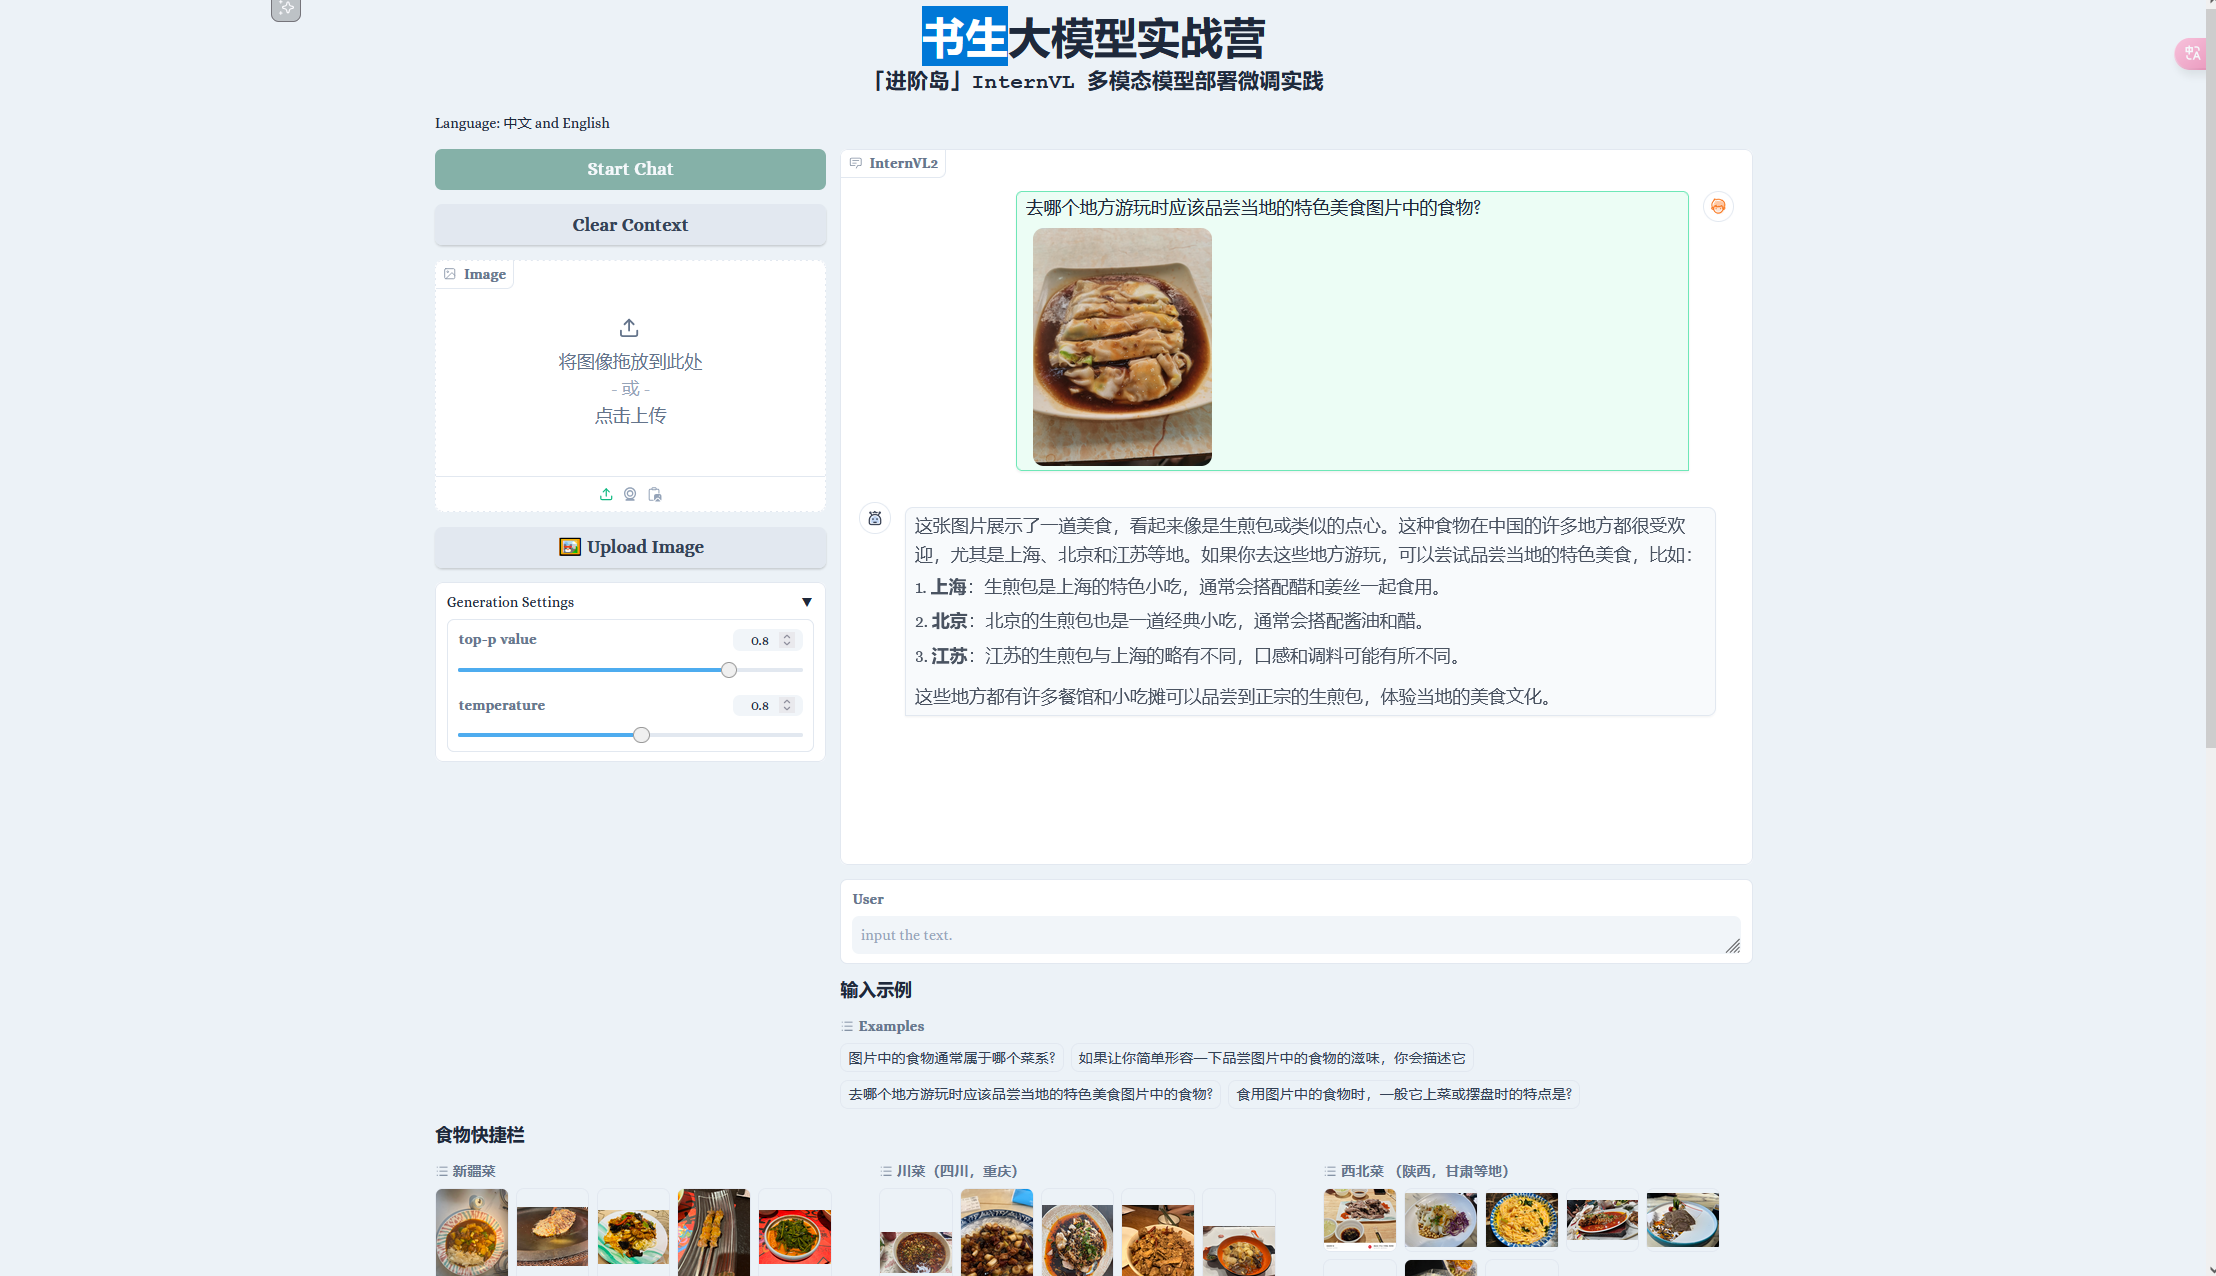 书生大模型实战营
「进阶岛」InternVL 多模态模型部署微调实践
Language: 中文 and English
Start Chat
Clear Context
Image
将图像拖放到此处
- 或 -
点击上传
🖼️ Upload Image
Generation Settings ▼
top-p value 0.8
temperature 0.8
InternVL2
去哪个地方游玩时应该品尝当地的特色美食图片中的食物?
这张图片展示了一道美食，看起来像是生煎包或类似的点心。这种食物在中国的许多地方都很受欢
迎，尤其是上海、北京和江苏等地。如果你去这些地方游玩，可以尝试品尝当地的特色美食，比如：
1. 上海：生煎包是上海的特色小吃，通常会搭配醋和姜丝一起食用。
2. 北京：北京的生煎包也是一道经典小吃，通常会搭配酱油和醋。
3. 江苏：江苏的生煎包与上海的略有不同，口感和调料可能有所不同。
这些地方都有许多餐馆和小吃摊可以品尝到正宗的生煎包，体验当地的美食文化。
User
input the text.
输入示例
Examples
图片中的食物通常属于哪个菜系?
如果让你简单形容一下品尝图片中的食物的滋味，你会描述它
去哪个地方游玩时应该品尝当地的特色美食图片中的食物?
食用图片中的食物时，一般它上菜或摆盘时的特点是?
食物快捷栏
新疆菜
川菜（四川，重庆）
西北菜 （陕西，甘肃等地）